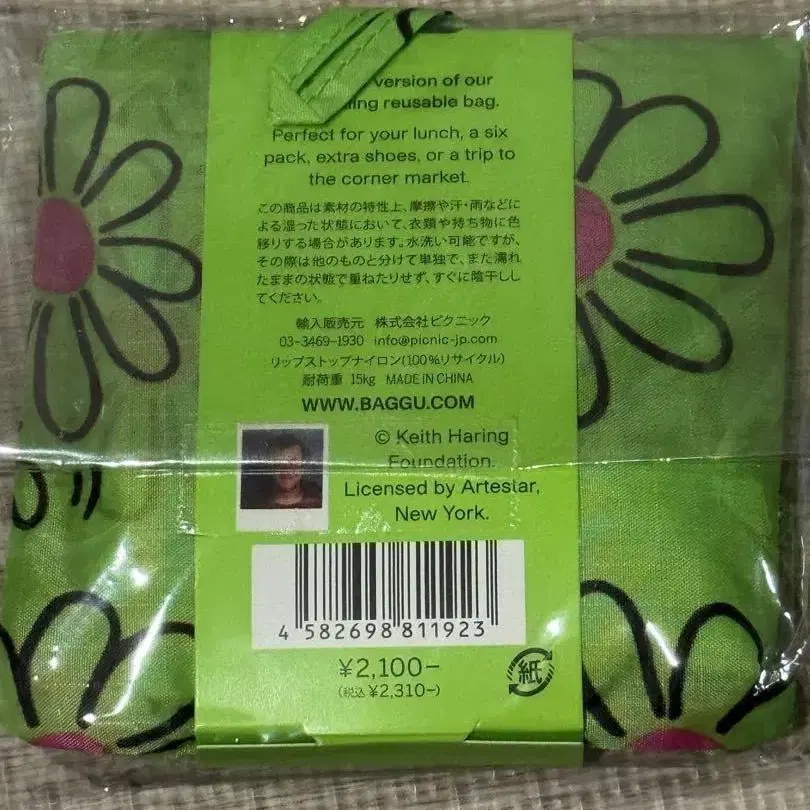 version of our
ling reusable bag.
Perfect for your lunch, a six
pack, extra shoes, or a trip to
the corner market.
この商品は素材の特性上、摩擦や汗・雨などに
よる湿った状態において、衣類や持ち物に色
移りする場合があります。水洗い可能ですが、
その際は他のものと分けて単独で、また濡れ
たままの状態で重ねたりせず、すぐに陰干しし
てください。
輸入販売元 株式会社ピクニック
03-3469-1930 info@picnic-jp.com
リップストップナイロン(100%リサイクル)
耐荷重 15kg MADE IN CHINA
WWW.BAGGU.COM
© Keith Haring
Foundation.
Licensed by Artestar,
New York.
4 582698 811923
¥2,100-
(税込 ¥2,310-)
紙